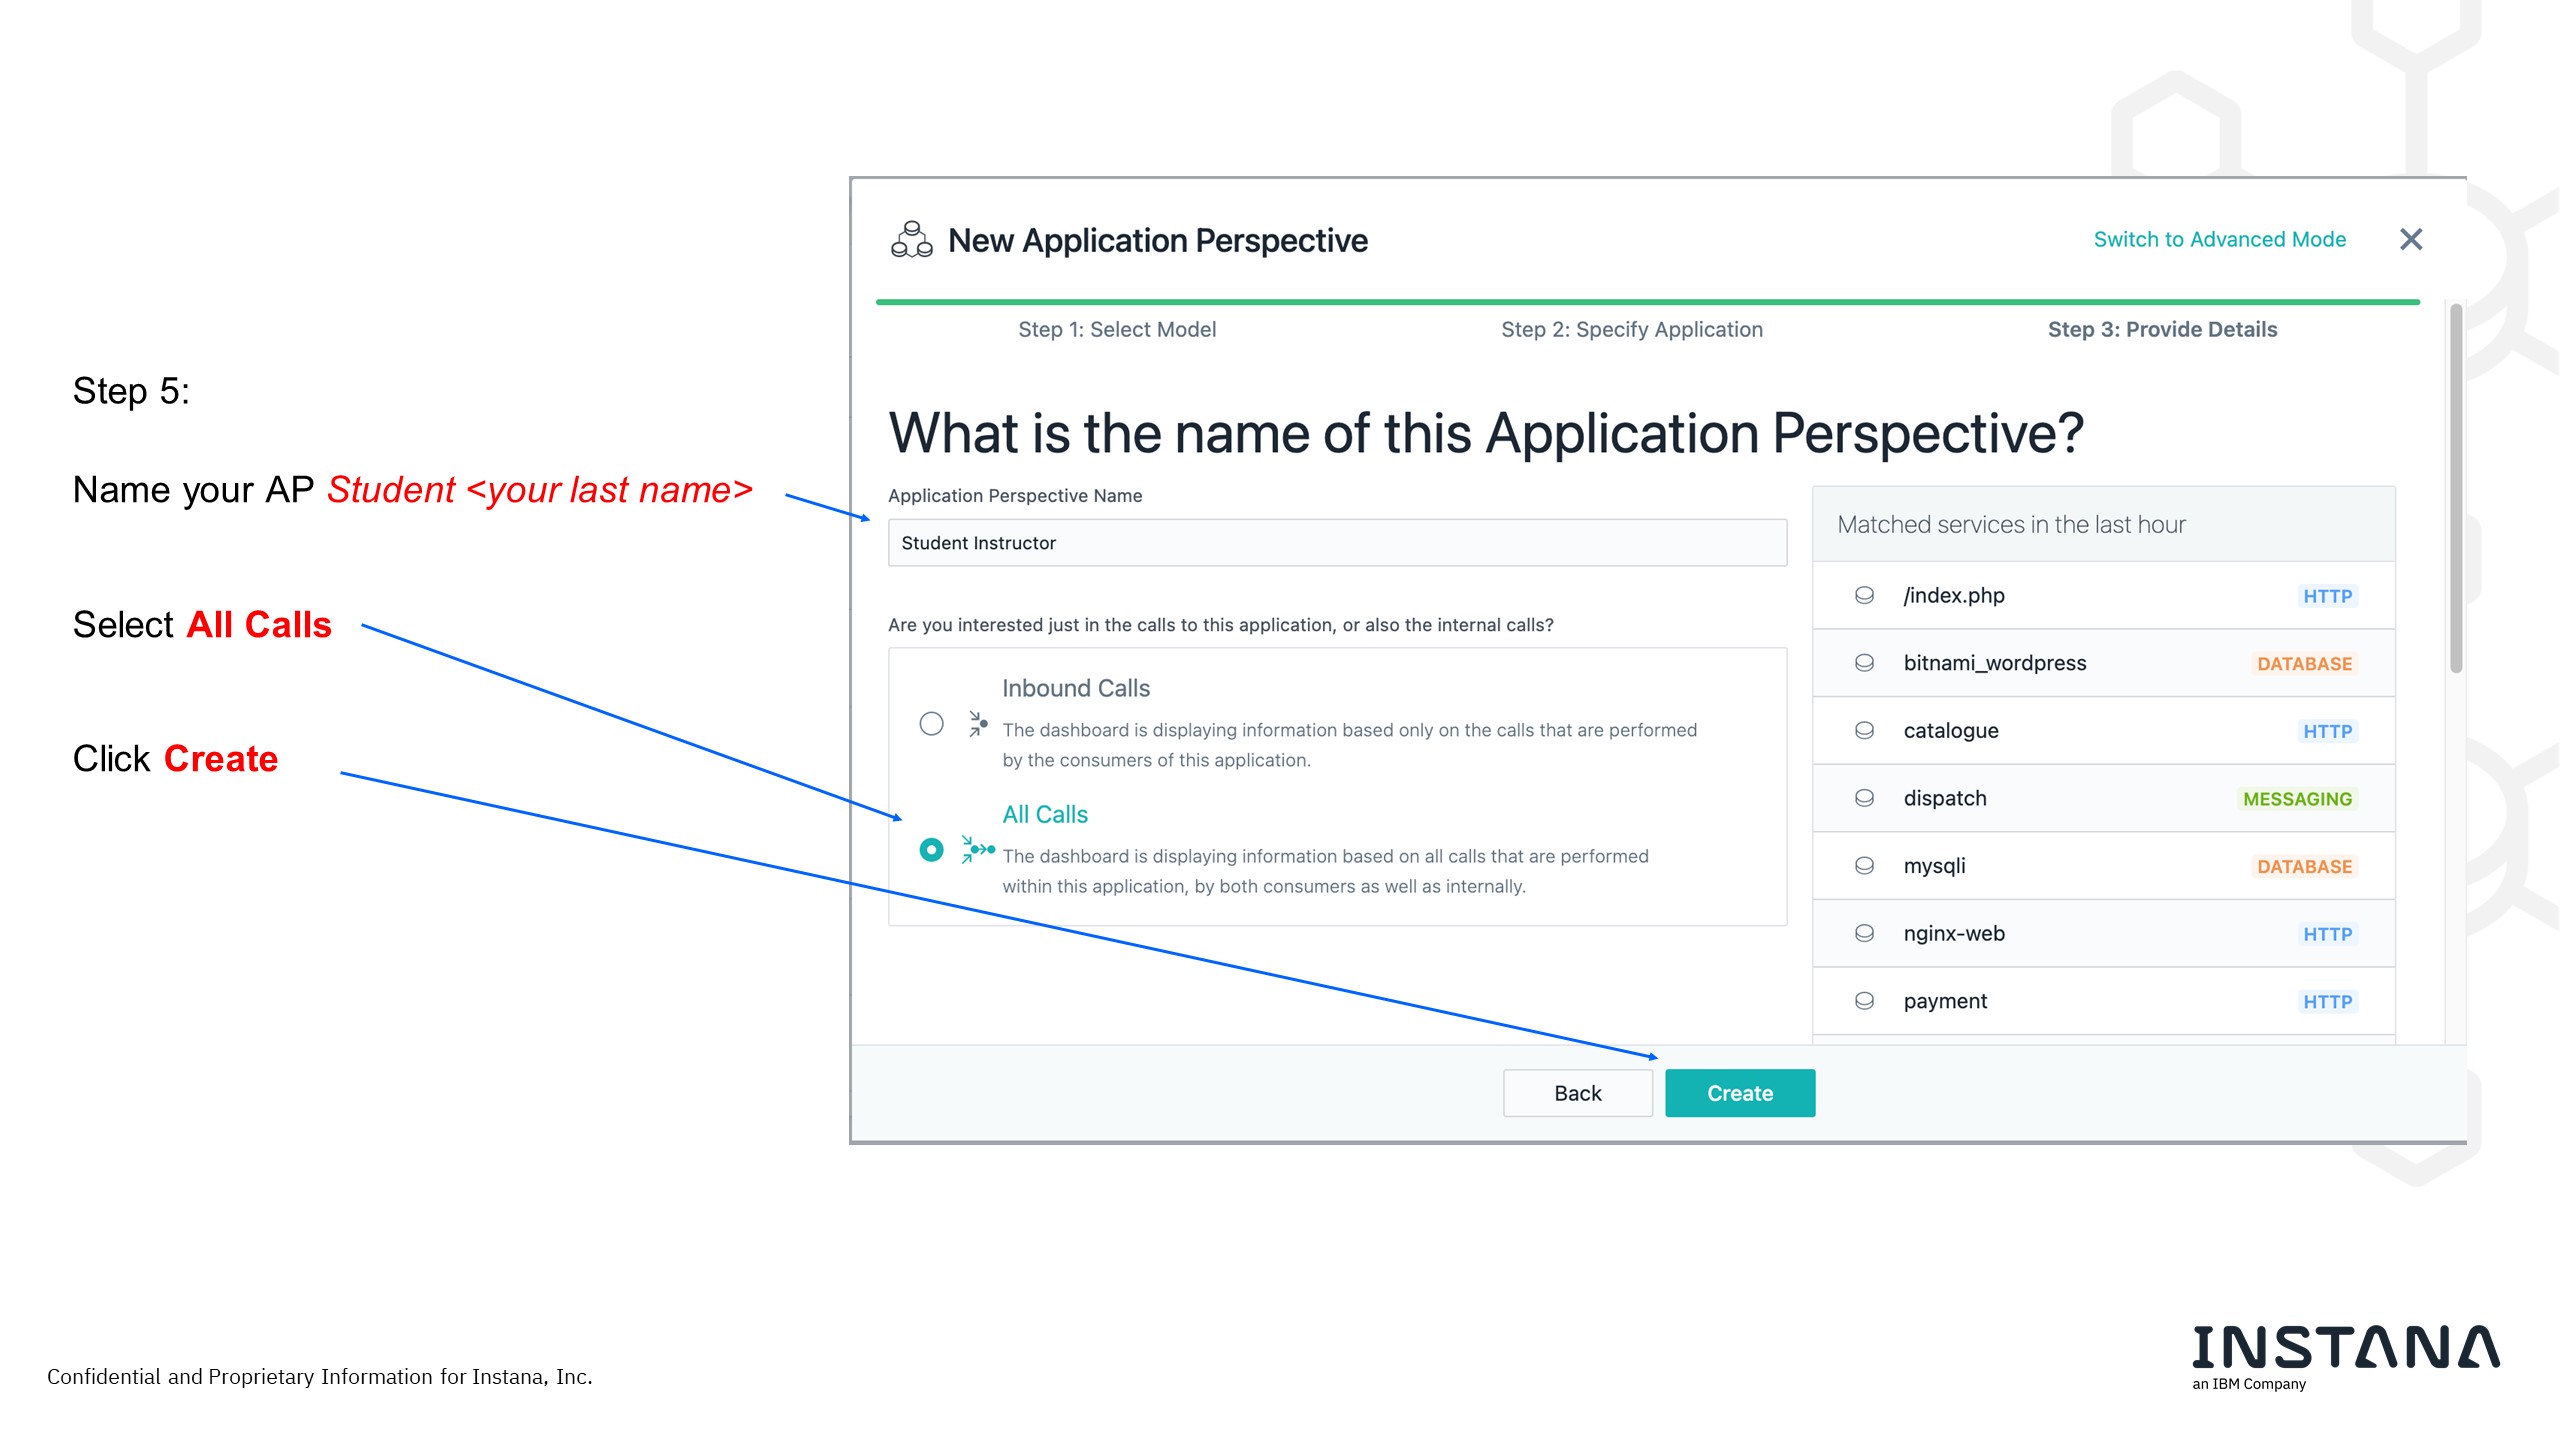 Step 5:
Name your AP Student <your last name>
Select All Calls
Click Create
New Application Perspective
Switch to Advanced Mode
Step 1: Select Model
Step 2: Specify Application
Step 3: Provide Details
What is the name of this Application Perspective?
Application Perspective Name
Student Instructor
Are you interested just in the calls to this application, or also the internal calls?
Inbound Calls
The dashboard is displaying information based only on the calls that are performed
by the consumers of this application.
All Calls
The dashboard is displaying information based on all calls that are performed
within this application, by both consumers as well as internally.
Matched services in the last hour
/index.php HTTP
bitnami_wordpress DATABASE
catalogue HTTP
dispatch MESSAGING
mysqli DATABASE
nginx-web HTTP
payment HTTP
Back
Create
Confidential and Proprietary Information for Instana, Inc.
INSTANA
an IBM Company